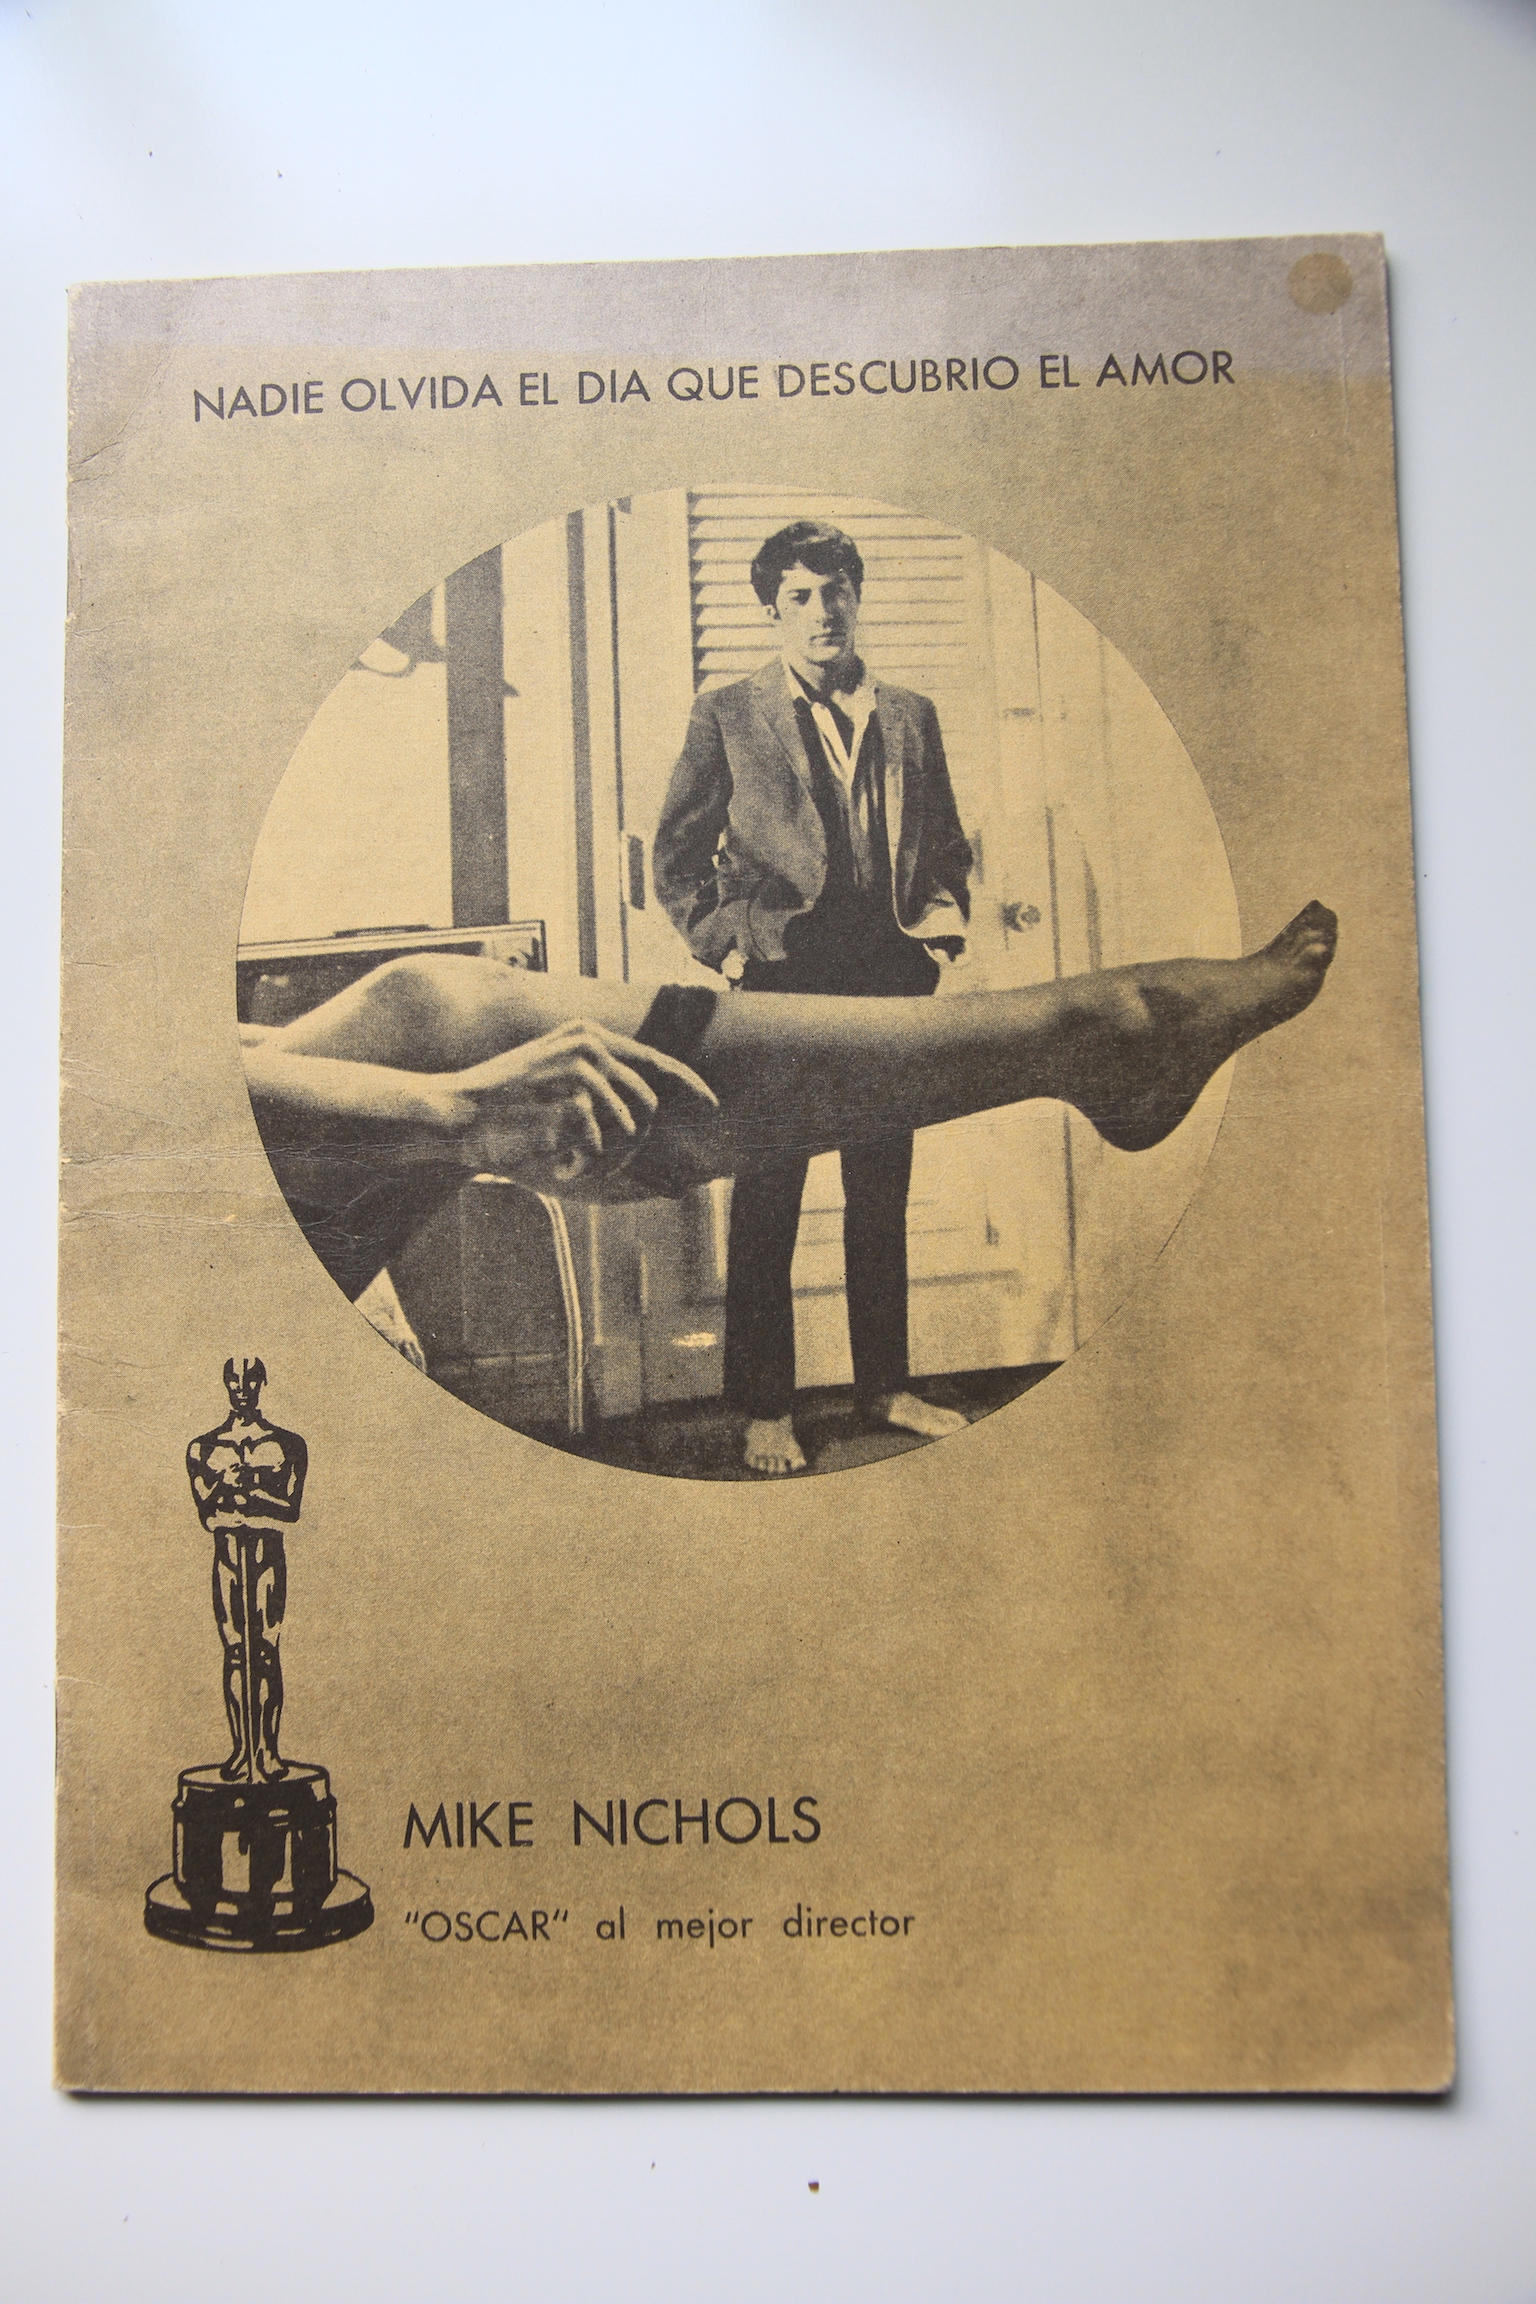 NADIE OLVIDA EL DIA QUE DESCUBRIO EL AMOR
MIKE NICHOLS
"OSCAR" al mejor director